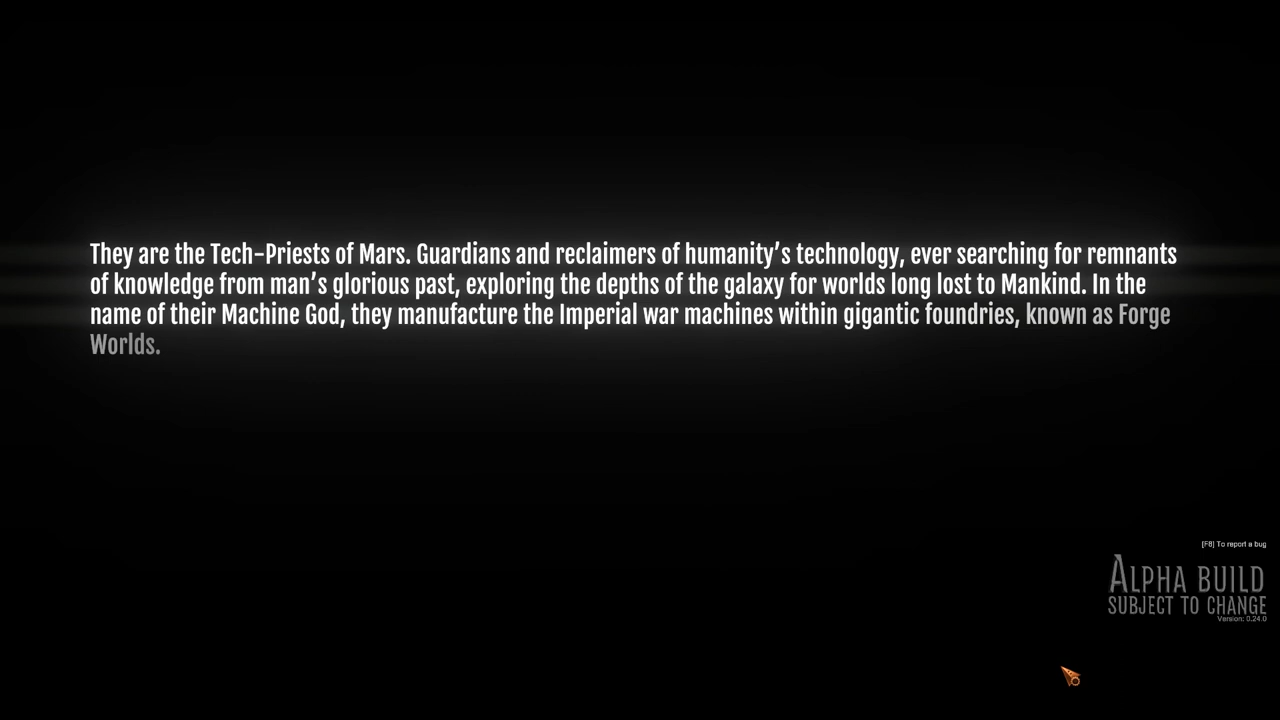 They are the Tech-Priests of Mars. Guardians and reclaimers of humanity’s technology, ever searching for remnants
of knowledge from man’s glorious past, exploring the depths of the galaxy for worlds long lost to Mankind. In the
name of their Machine God, they manufacture the Imperial war machines within gigantic foundries, known as Forge
Worlds.
[F8] To report a bug
ALPHA BUILD
SUBJECT TO CHANGE
Version: 0.24.0